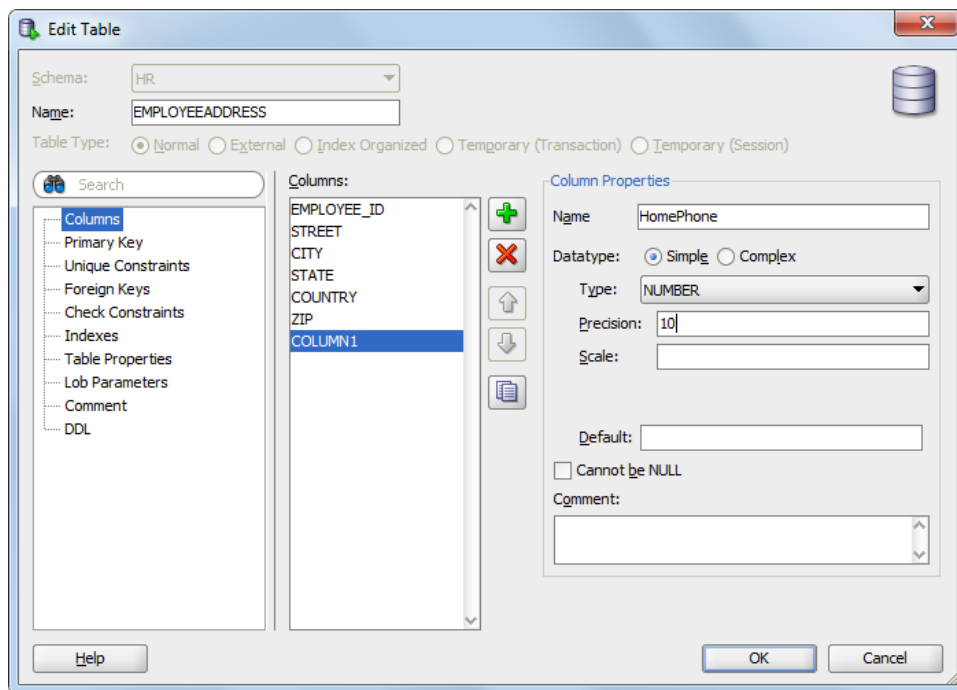 Edit Table
Schema: HR
Name: EMPLOYEEADDRESS
Table Type: Normal External Index Organized Temporary (Transaction) Temporary (Session)
Search
Columns
Primary Key
Unique Constraints
Foreign Keys
Check Constraints
Indexes
Table Properties
Lob Parameters
Comment
DDL
Columns:
EMPLOYEE_ID
STREET
CITY
STATE
COUNTRY
ZIP
COLUMN1
Column Properties
Name HomePhone
Datatype: Simple Complex
Type: NUMBER
Precision: 10
Scale:
Default:
Cannot be NULL
Comment:
Help OK Cancel